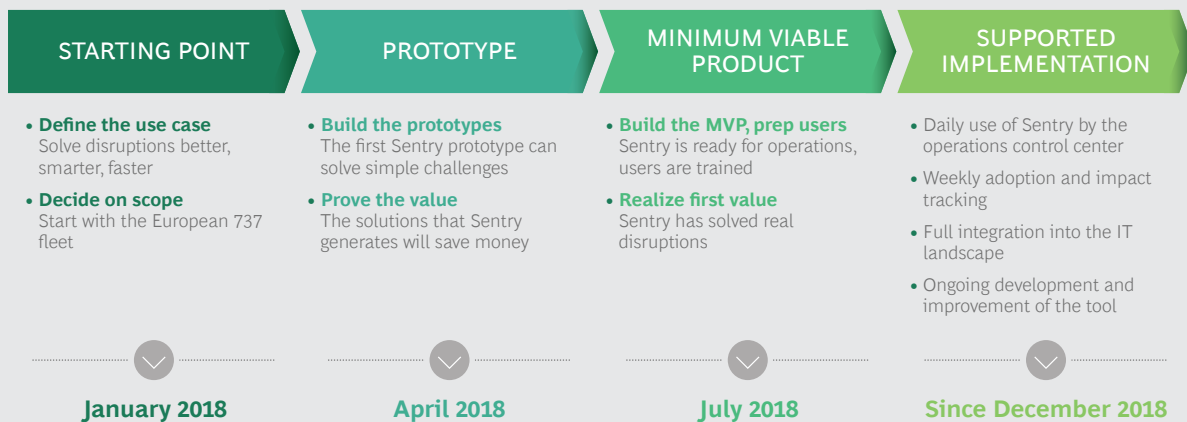 STARTING POINT
PROTOTYPE
MINIMUM VIABLE
PRODUCT
SUPPORTED
IMPLEMENTATION
• Define the use case
Solve disruptions better,
smarter, faster
• Decide on scope
Start with the European 737
fleet
• Build the prototypes
The first Sentry prototype can
solve simple challenges
• Prove the value
The solutions that Sentry
generates will save money
• Build the MVP, prep users
Sentry is ready for operations,
users are trained
• Realize first value
Sentry has solved real
disruptions
• Daily use of Sentry by the
operations control center
• Weekly adoption and impact
tracking
• Full integration into the IT
landscape
• Ongoing development and
improvement of the tool
January 2018
April 2018
July 2018
Since December 2018